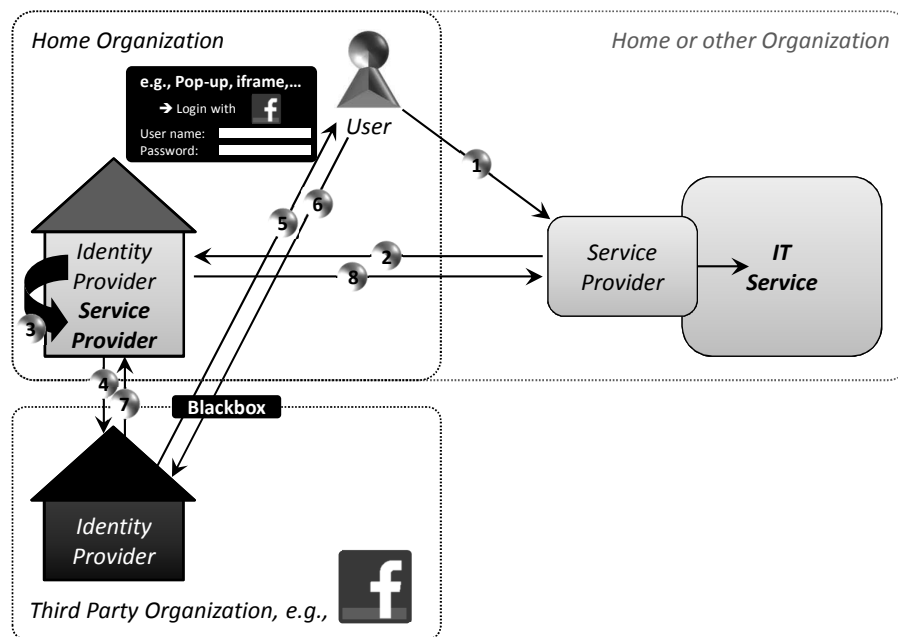 Home Organization
Home or other Organization
e.g., Pop-up, iframe,...
➔ Login with f
User name:
Password:
User
1
5
6
Identity
Provider
Service
Provider
3
2
8
Service
Provider
IT
Service
4
7
Blackbox
Identity
Provider
Third Party Organization, e.g., f